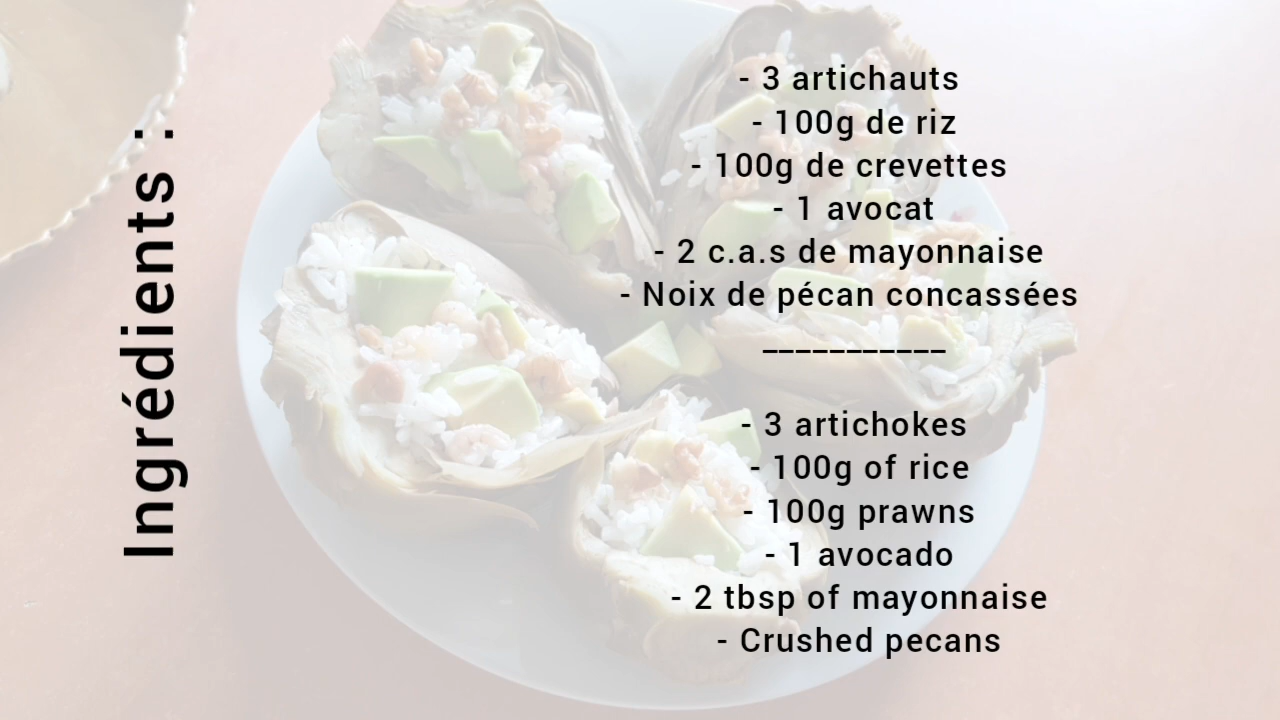 Ingrédients :
- 3 artichauts
- 100g de riz
- 100g de crevettes
- 1 avocat
- 2 c.a.s de mayonnaise
- Noix de pécan concassées
___________
- 3 artichokes
- 100g of rice
- 100g prawns
- 1 avocado
- 2 tbsp of mayonnaise
- Crushed pecans